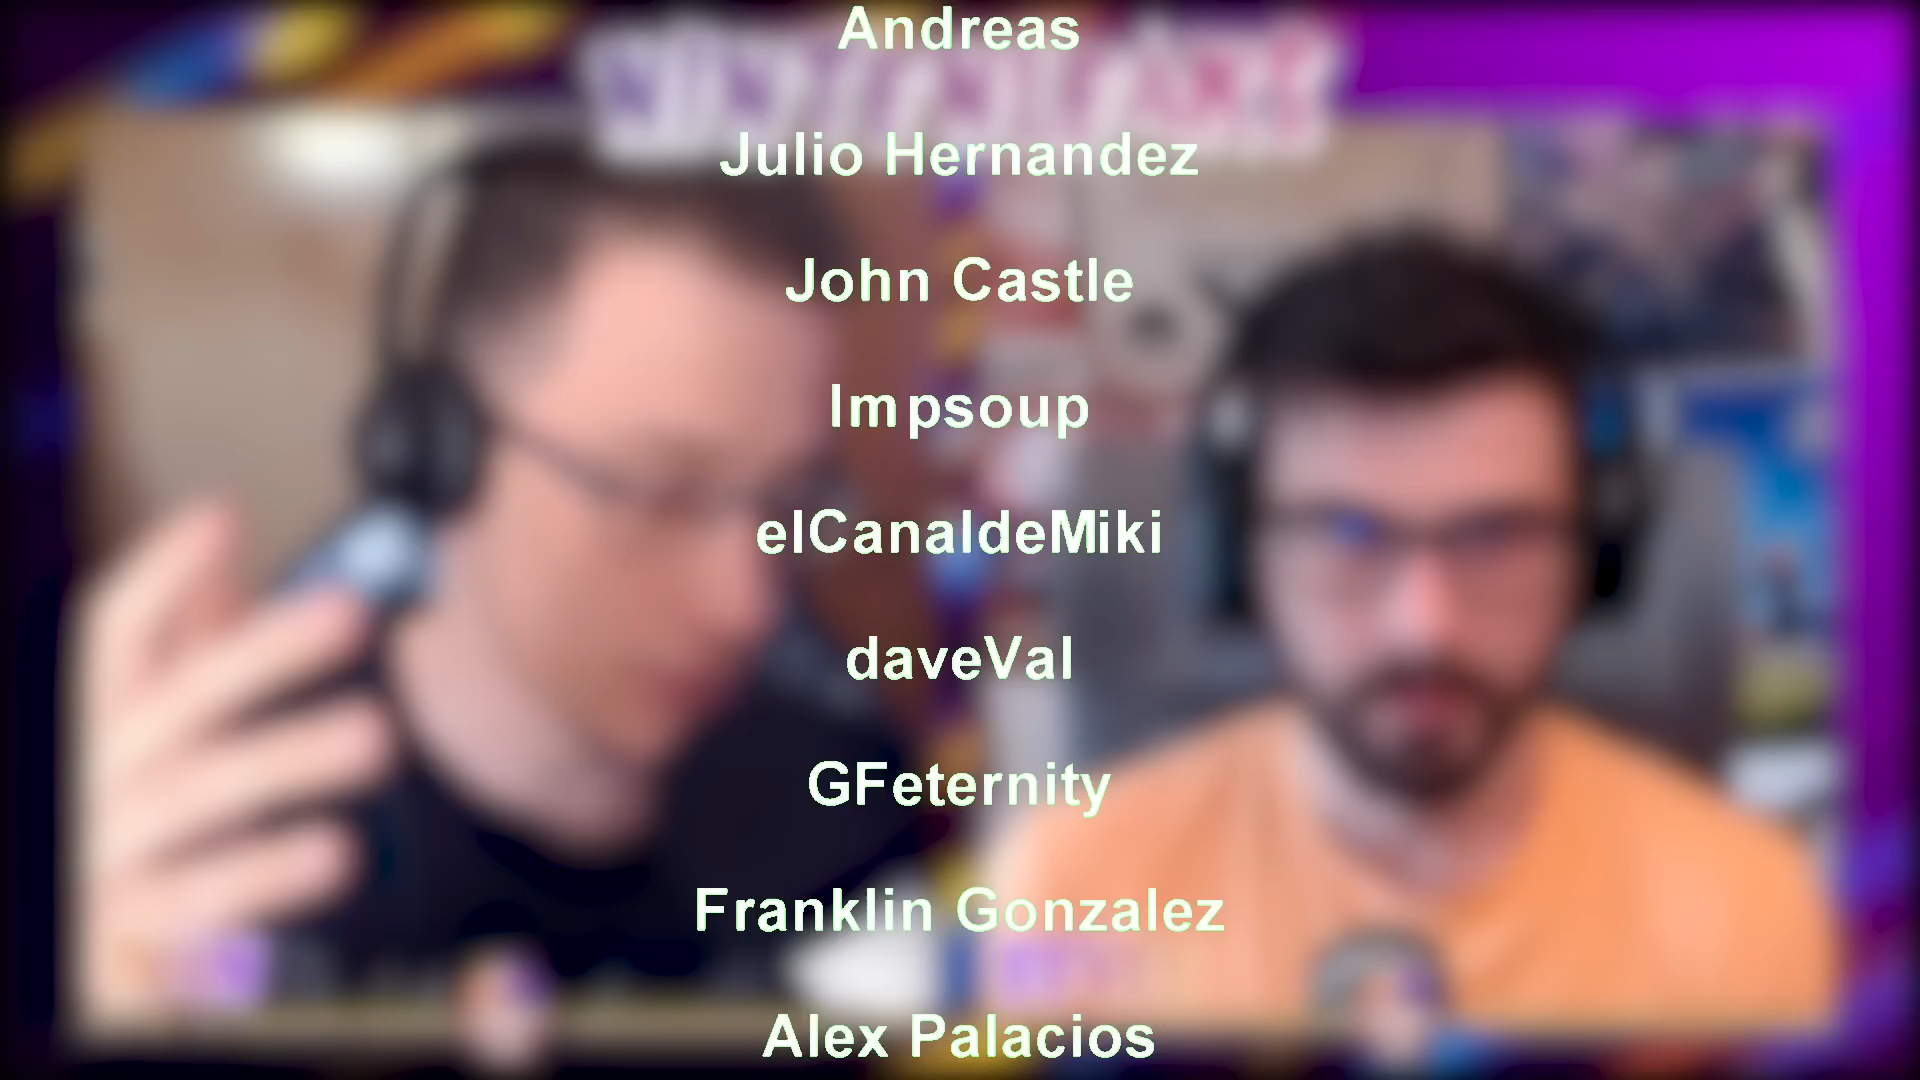 Andreas
Julio Hernandez
John Castle
Impsoup
elCanaldeMiki
daveVal
GFeternity
Franklin Gonzalez
Alex Palacios